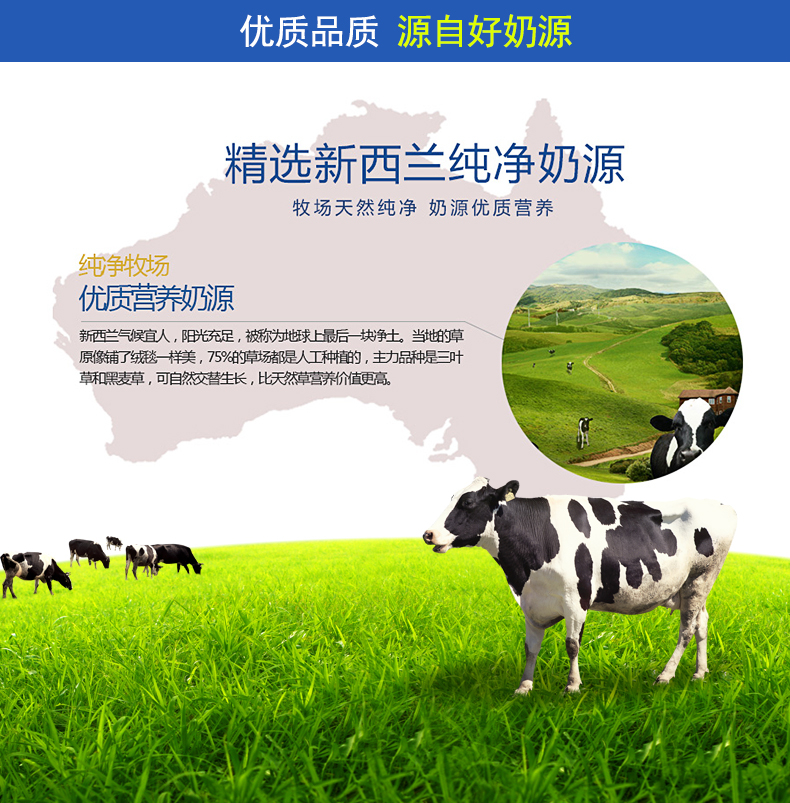 优质品质 源自好奶源
精选新西兰纯净奶源
牧场天然纯净 奶源优质营养
纯净牧场
优质营养奶源
新西兰气候宜人，阳光充足，被称为地球上最后一块净土。当地的草
原像铺了绒毯一样美，75%的草场都是人工种植的，主力品种是三叶
草和黑麦草，可自然交替生长，比天然草营养价值更高。